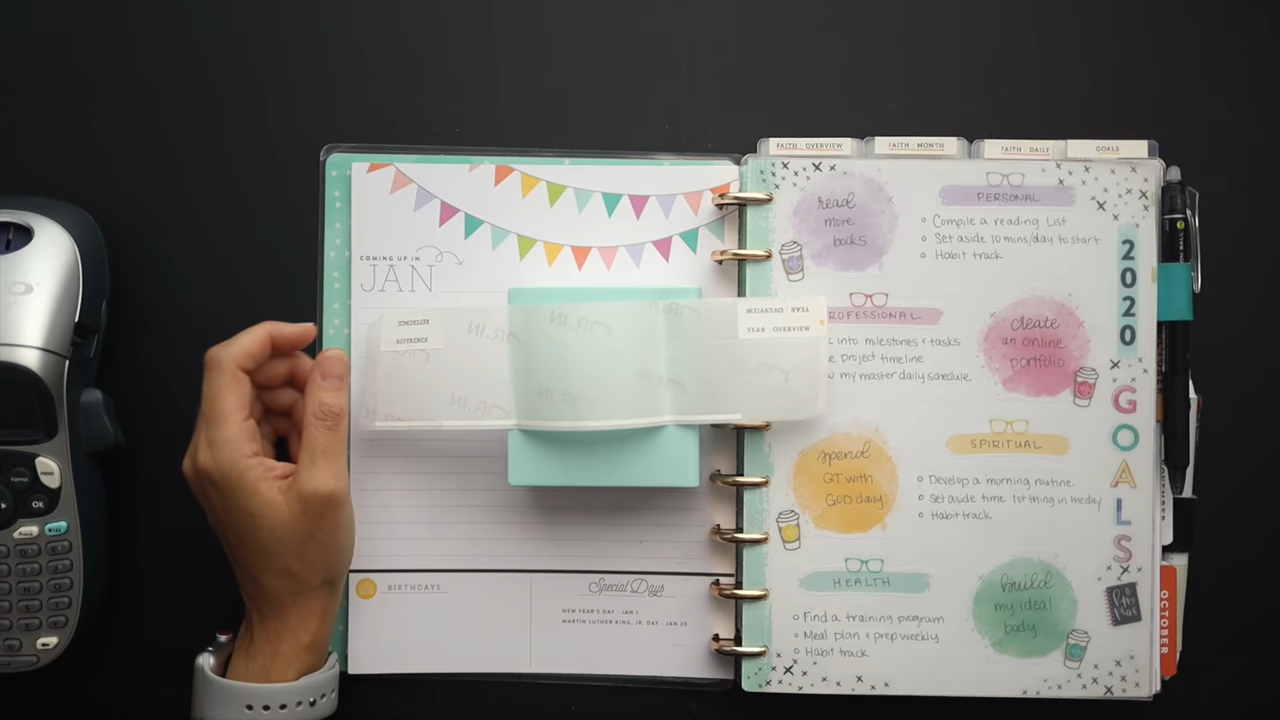 FAITH : OVERVIEW
FAITH : MONTH
FAITH : DAILY
GOALS
COMING UP IN
JAN
REFERENCE
REFERENCE
YEAR : OVERVIEW
YEAR : OVERVIEW
BIRTHDAYS
Special Days
NEW YEAR'S DAY - JAN 1
MARTIN LUTHER KING, JR. DAY - JAN 20
read
more
books
PERSONAL
Compile a reading list
Set aside 10 mins/day to start
Habit track
ROFESSIONAL
into milestones + tasks
project timeline
my master daily schedule
create
an online
portfolio
spend
QT with
GOD daily
SPIRITUAL
Develop a morning routine
Set aside time 1st thing in the day
Habit track
HEALTH
Find a training program
Meal plan + prep weekly
Habit track
build
my ideal
body
2020
GOALS
OCTOBER
OK